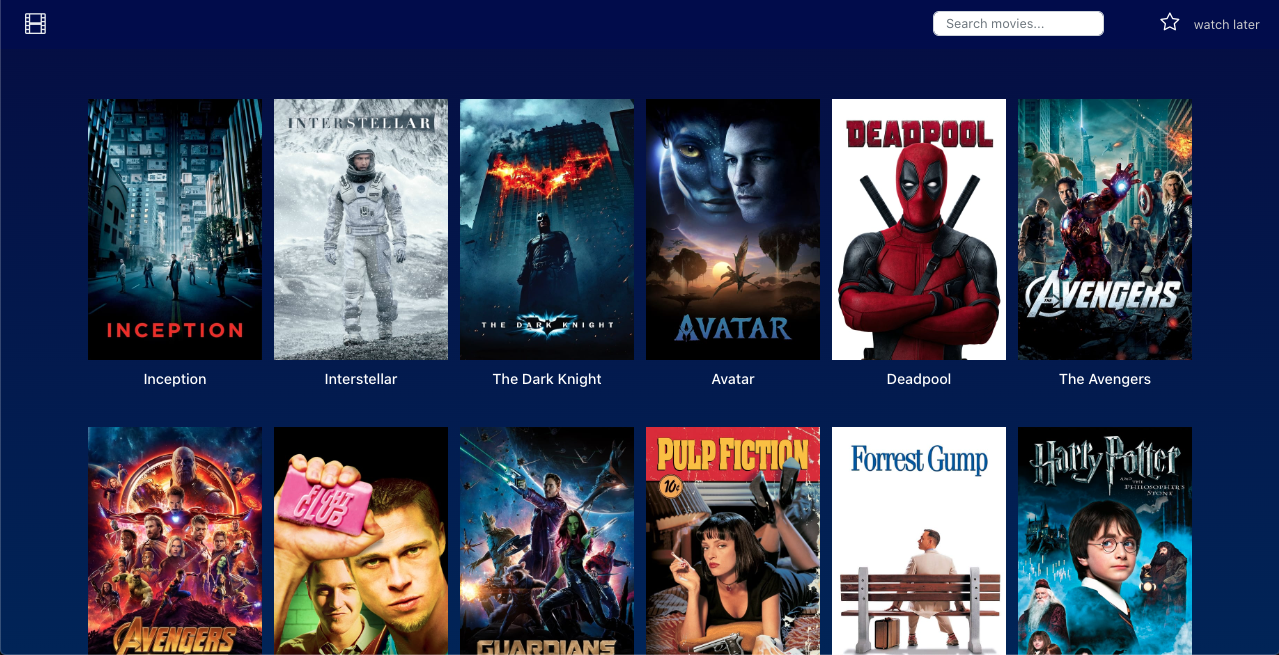 Search movies...
watch later
INCEPTION
INTERSTELLAR
THE DARK KNIGHT
AVATAR
DEADPOOL
AVENGERS
Inception
Interstellar
The Dark Knight
Avatar
Deadpool
The Avengers
AVENGERS
FIGHT
CLUB
GUARDIANS
PULP FICTION
10¢
Forrest Gump
Harry Potter
AND THE
PHILOSOPHER'S
STONE